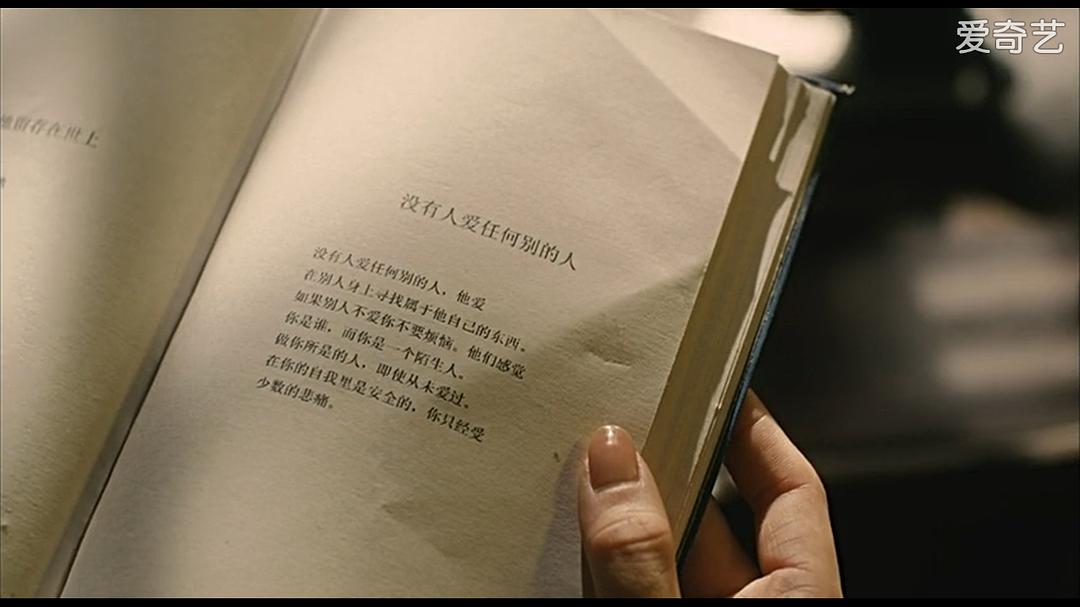 爱奇艺
留存在世上
没有人爱任何别的人
没有人爱任何别的人，他爱
在别人身上寻找属于他自己的东西。
如果别人不爱你不要烦恼。他们感觉
你是谁，而你是一个陌生人。
做你所是的人，即使从未爱过。
在你的自我里是安全的，你只经受
少数的悲痛。